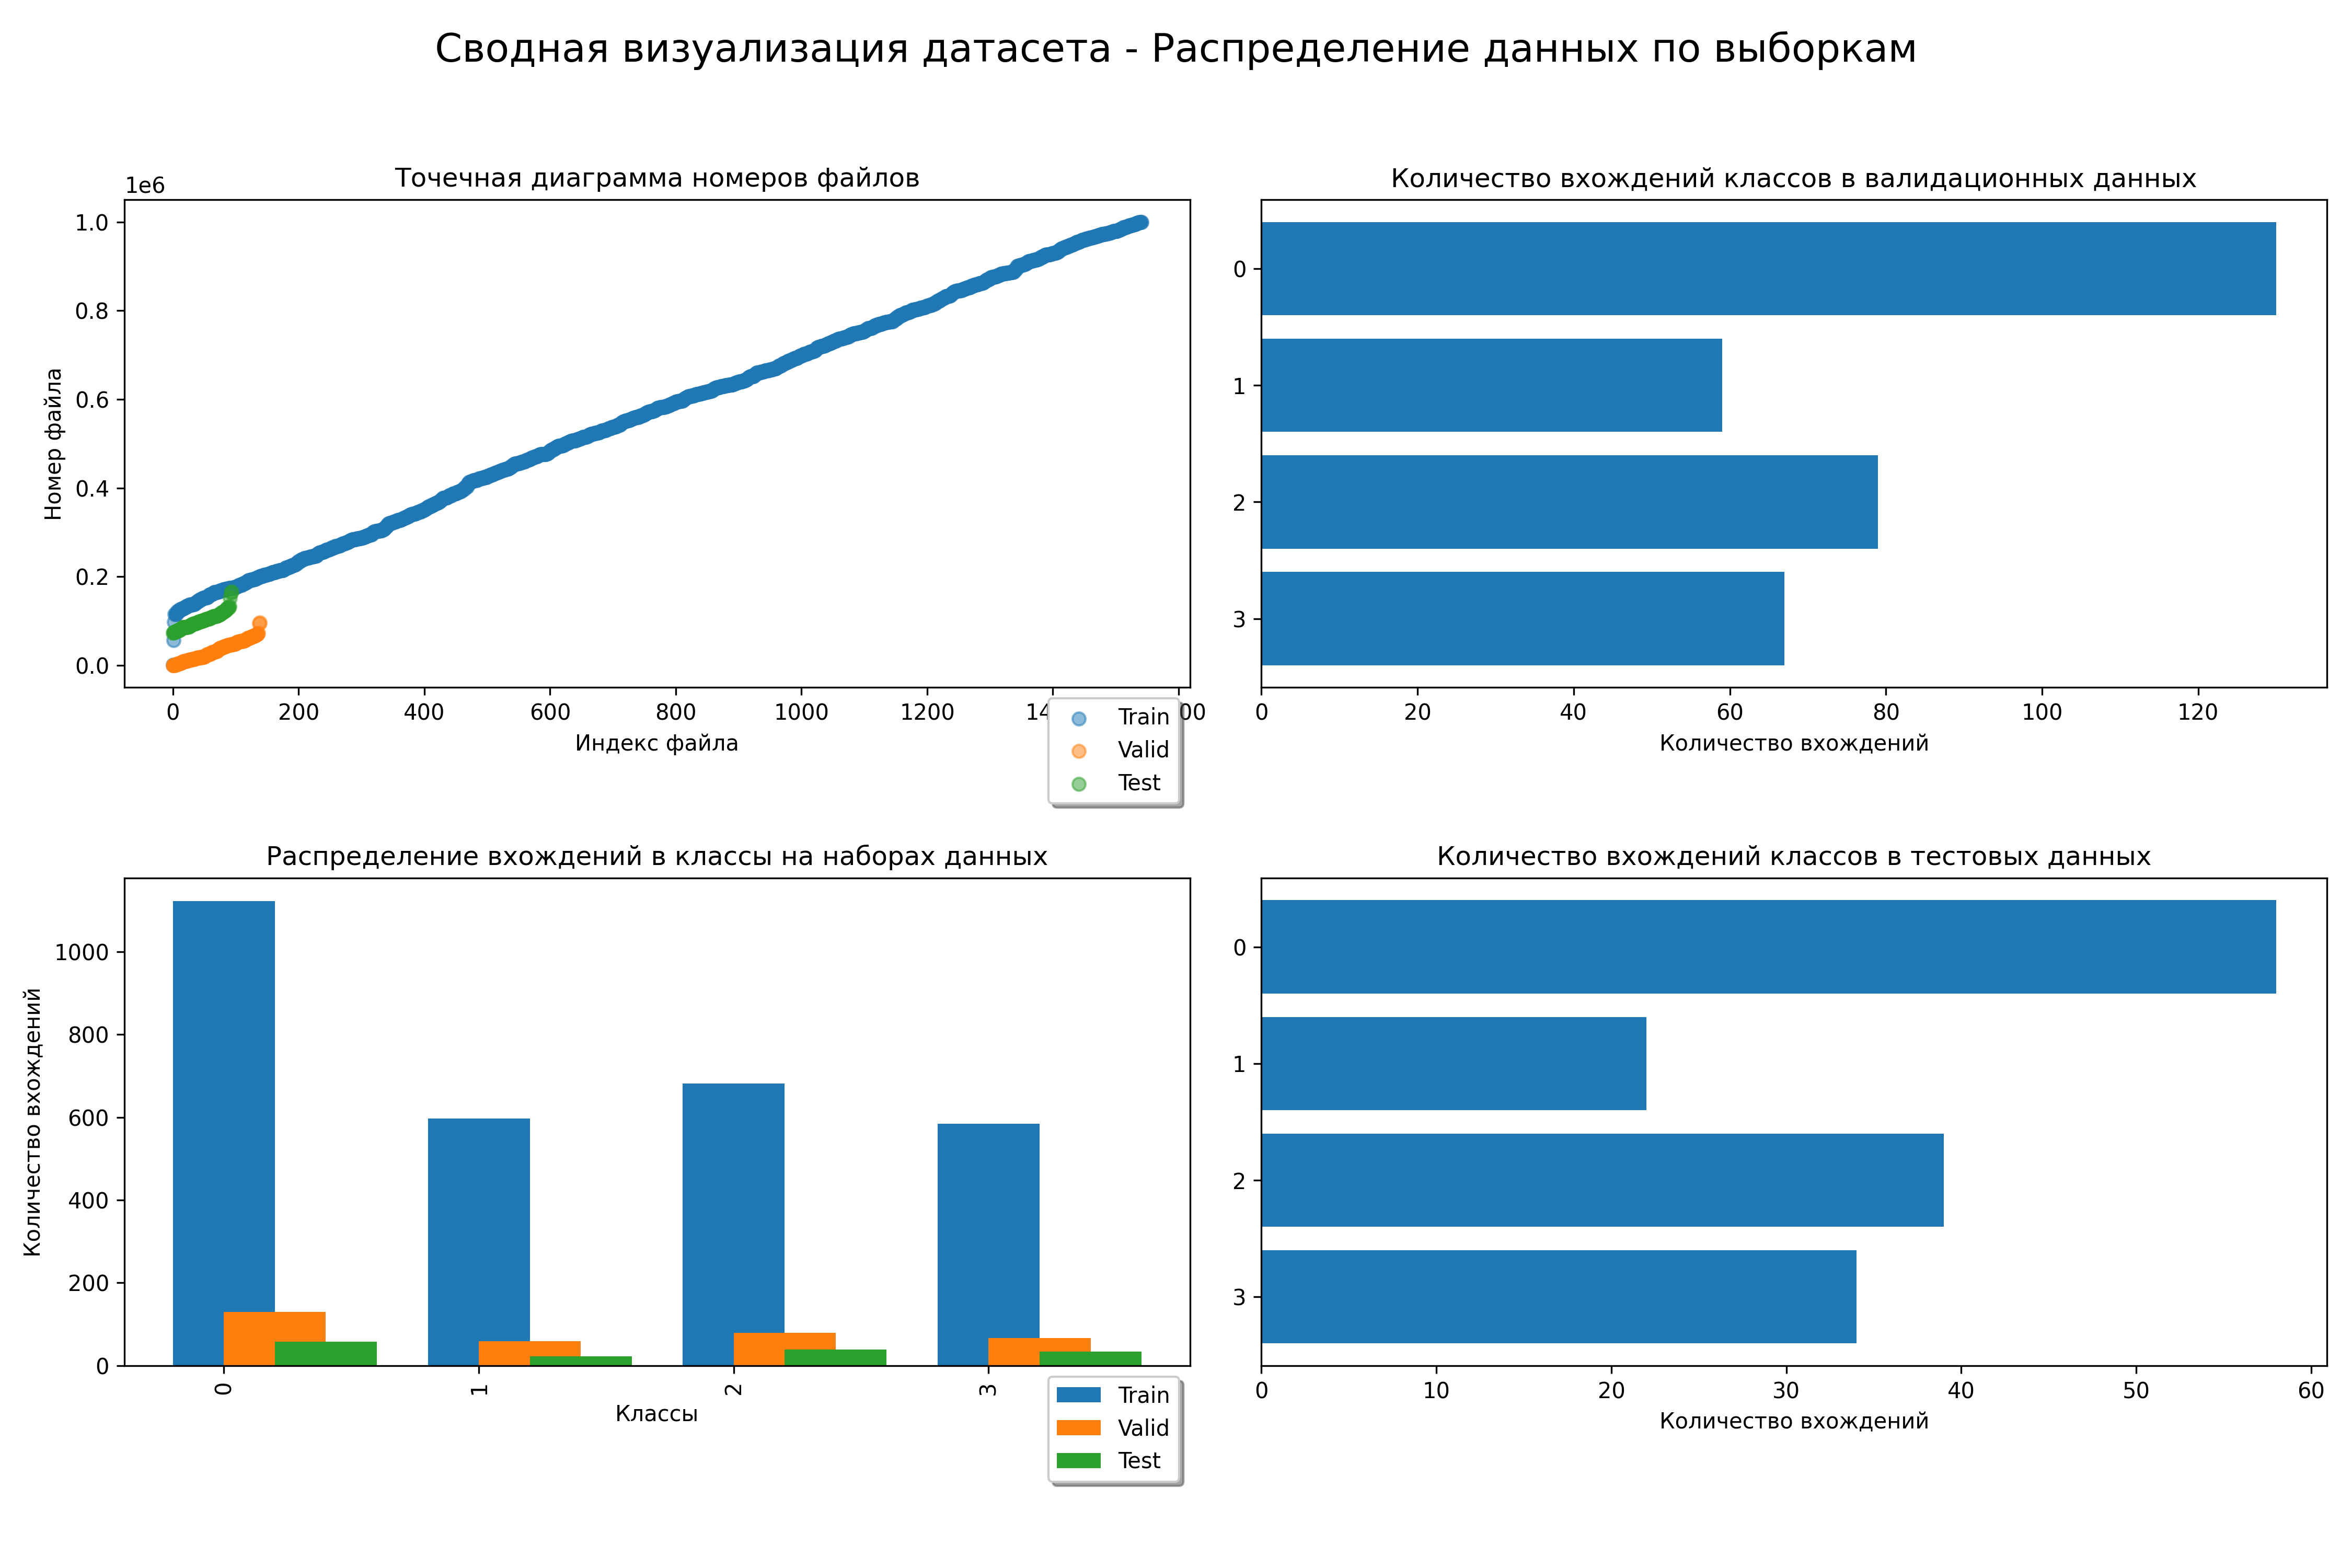 Сводная визуализация датасета - Распределение данных по выборкам
Точечная диаграмма номеров файлов
1e6
1.0
0.8
0.6
0.4
0.2
0.0
Номер файла
0 200 400 600 800 1000 1200 14 00
Индекс файла
Train
Valid
Test
Количество вхождений классов в валидационных данных
0
1
2
3
0 20 40 60 80 100 120
Количество вхождений
Распределение вхождений в классы на наборах данных
1000
800
600
400
200
0
Количество вхождений
0 1 2 3
Классы
Train
Valid
Test
Количество вхождений классов в тестовых данных
0
1
2
3
0 10 20 30 40 50 60
Количество вхождений